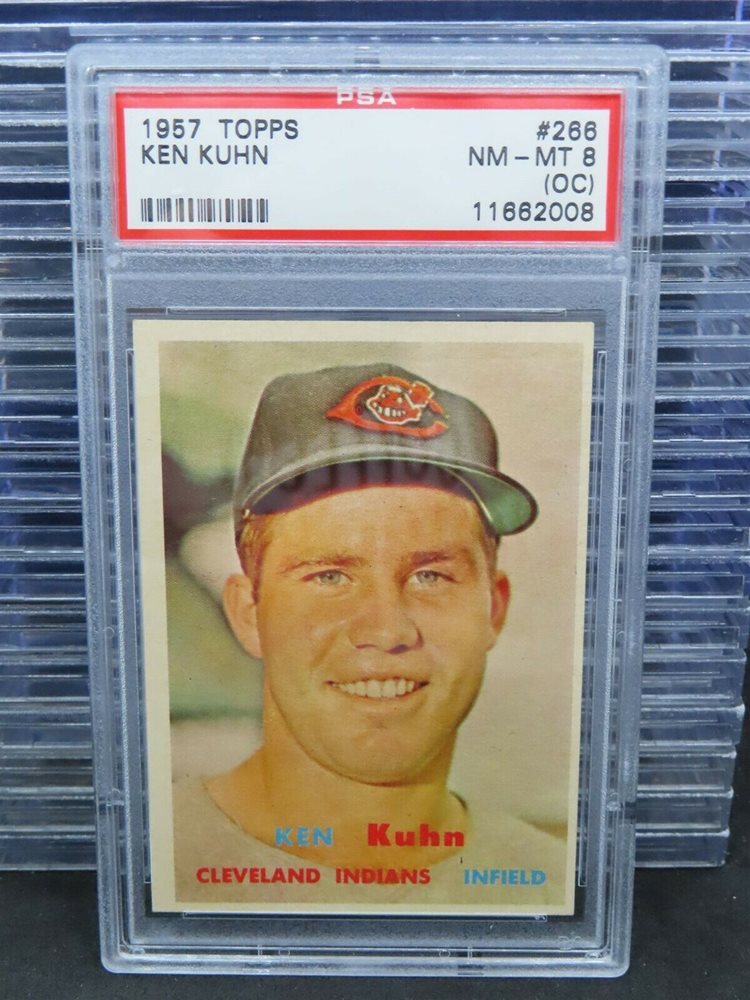 PSA
1957 TOPPS #266
KEN KUHN NM-MT 8
(OC)
11662008
KEN Kuhn
CLEVELAND INDIANS INFIELD